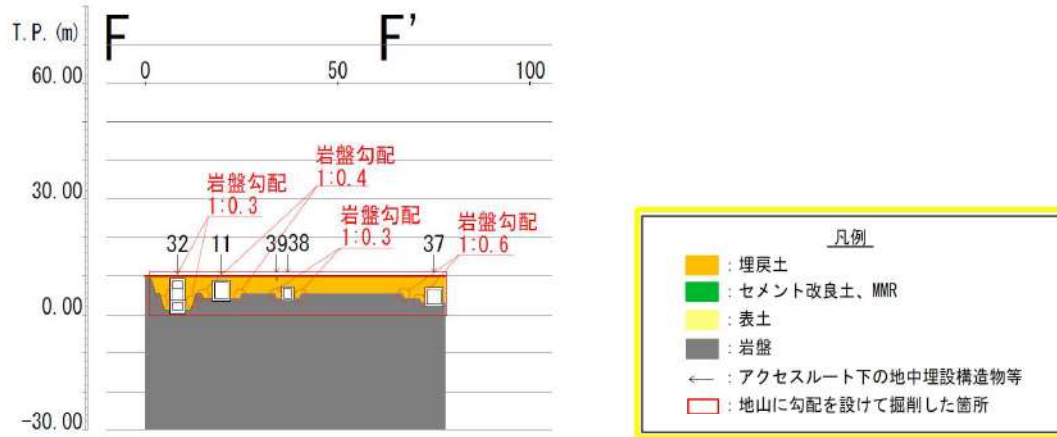 T.P. (m)
F
F'
0
50
100
60.00
30.00
0.00
-30.00
岩盤勾配
1:0.4
岩盤勾配
1:0.3
岩盤勾配
1:0.3
岩盤勾配
1:0.6
32
11
39
38
37
凡例
: 埋戻土
: セメント改良土、MMR
: 表土
: 岩盤
← : アクセスルート下の地中埋設構造物等
: 地山に勾配を設けて掘削した箇所